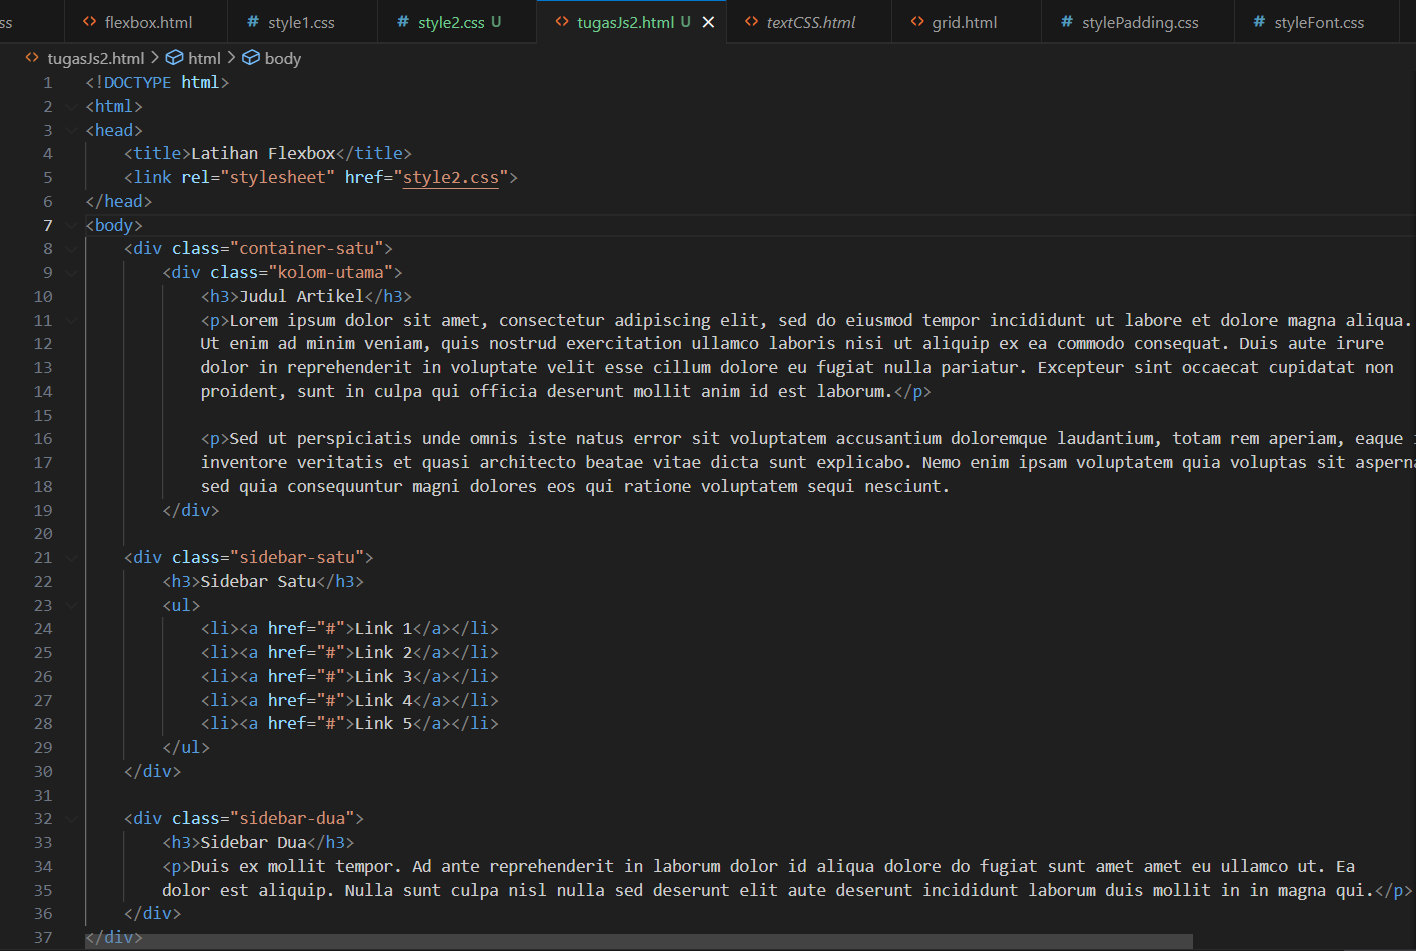 ss flexbox.html # style1.css # style2.css U tugasJs2.html U textCSS.html grid.html # stylePadding.css # styleFont.css
tugasJs2.html > html > body
1 <!DOCTYPE html>
2 <html>
3 <head>
4 <title>Latihan Flexbox</title>
5 <link rel="stylesheet" href="style2.css">
6 </head>
7 <body>
8 <div class="container-satu">
9 <div class="kolom-utama">
10 <h3>Judul Artikel</h3>
11 <p>Lorem ipsum dolor sit amet, consectetur adipiscing elit, sed do eiusmod tempor incididunt ut labore et dolore magna aliqua.
12 Ut enim ad minim veniam, quis nostrud exercitation ullamco laboris nisi ut aliquip ex ea commodo consequat. Duis aute irure
13 dolor in reprehenderit in voluptate velit esse cillum dolore eu fugiat nulla pariatur. Excepteur sint occaecat cupidatat non
14 proident, sunt in culpa qui officia deserunt mollit anim id est laborum.</p>
15
16 <p>Sed ut perspiciatis unde omnis iste natus error sit voluptatem accusantium doloremque laudantium, totam rem aperiam, eaque
17 inventore veritatis et quasi architecto beatae vitae dicta sunt explicabo. Nemo enim ipsam voluptatem quia voluptas sit asperna
18 sed quia consequuntur magni dolores eos qui ratione voluptatem sequi nesciunt.
19 </div>
20
21 <div class="sidebar-satu">
22 <h3>Sidebar Satu</h3>
23 <ul>
24 <li><a href="#">Link 1</a></li>
25 <li><a href="#">Link 2</a></li>
26 <li><a href="#">Link 3</a></li>
27 <li><a href="#">Link 4</a></li>
28 <li><a href="#">Link 5</a></li>
29 </ul>
30 </div>
31
32 <div class="sidebar-dua">
33 <h3>Sidebar Dua</h3>
34 <p>Duis ex mollit tempor. Ad ante reprehenderit in laborum dolor id aliqua dolore do fugiat sunt amet amet eu ullamco ut. Ea
35 dolor est aliquip. Nulla sunt culpa nisl nulla sed deserunt elit aute deserunt incididunt laborum duis mollit in in magna qui.</p>
36 </div>
37 </div>